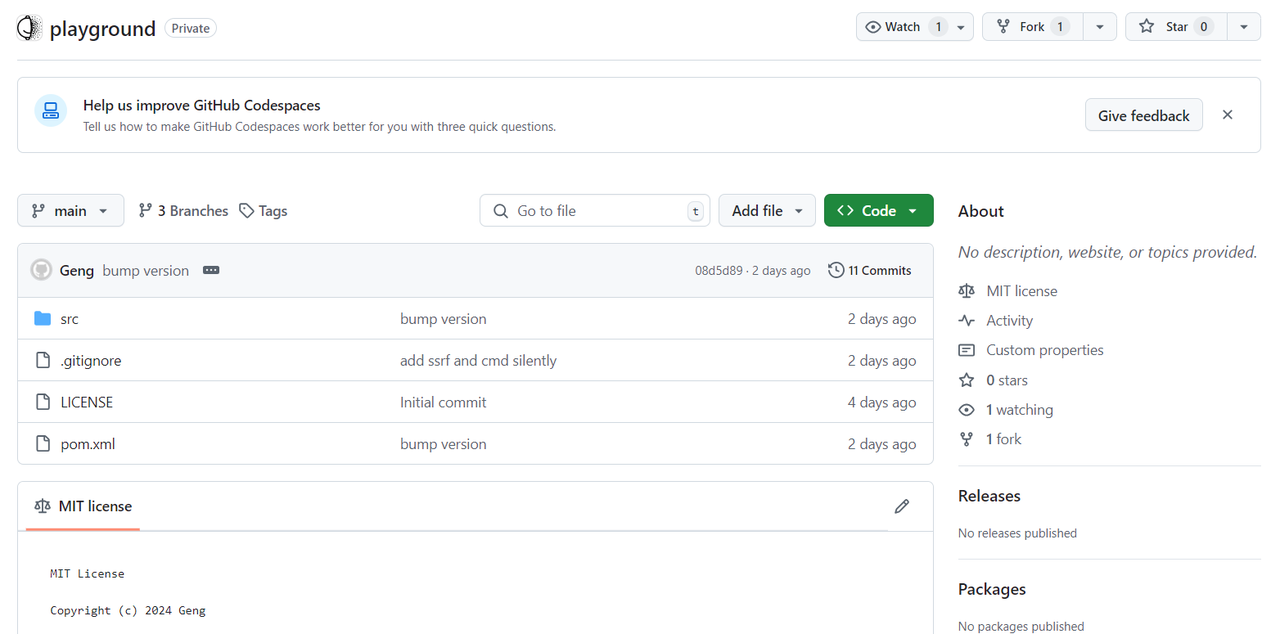 playground Private Watch 1 Fork 1 Star 0
Help us improve GitHub Codespaces
Tell us how to make GitHub Codespaces work better for you with three quick questions.
Give feedback
main 3 Branches Tags Go to file t Add file Code
Geng bump version 08d5d89 · 2 days ago 11 Commits
src bump version 2 days ago
.gitignore add ssrf and cmd silently 2 days ago
LICENSE Initial commit 4 days ago
pom.xml bump version 2 days ago
MIT license
MIT License
Copyright (c) 2024 Geng
About
No description, website, or topics provided.
MIT license
Activity
Custom properties
0 stars
1 watching
1 fork
Releases
No releases published
Packages
No packages published